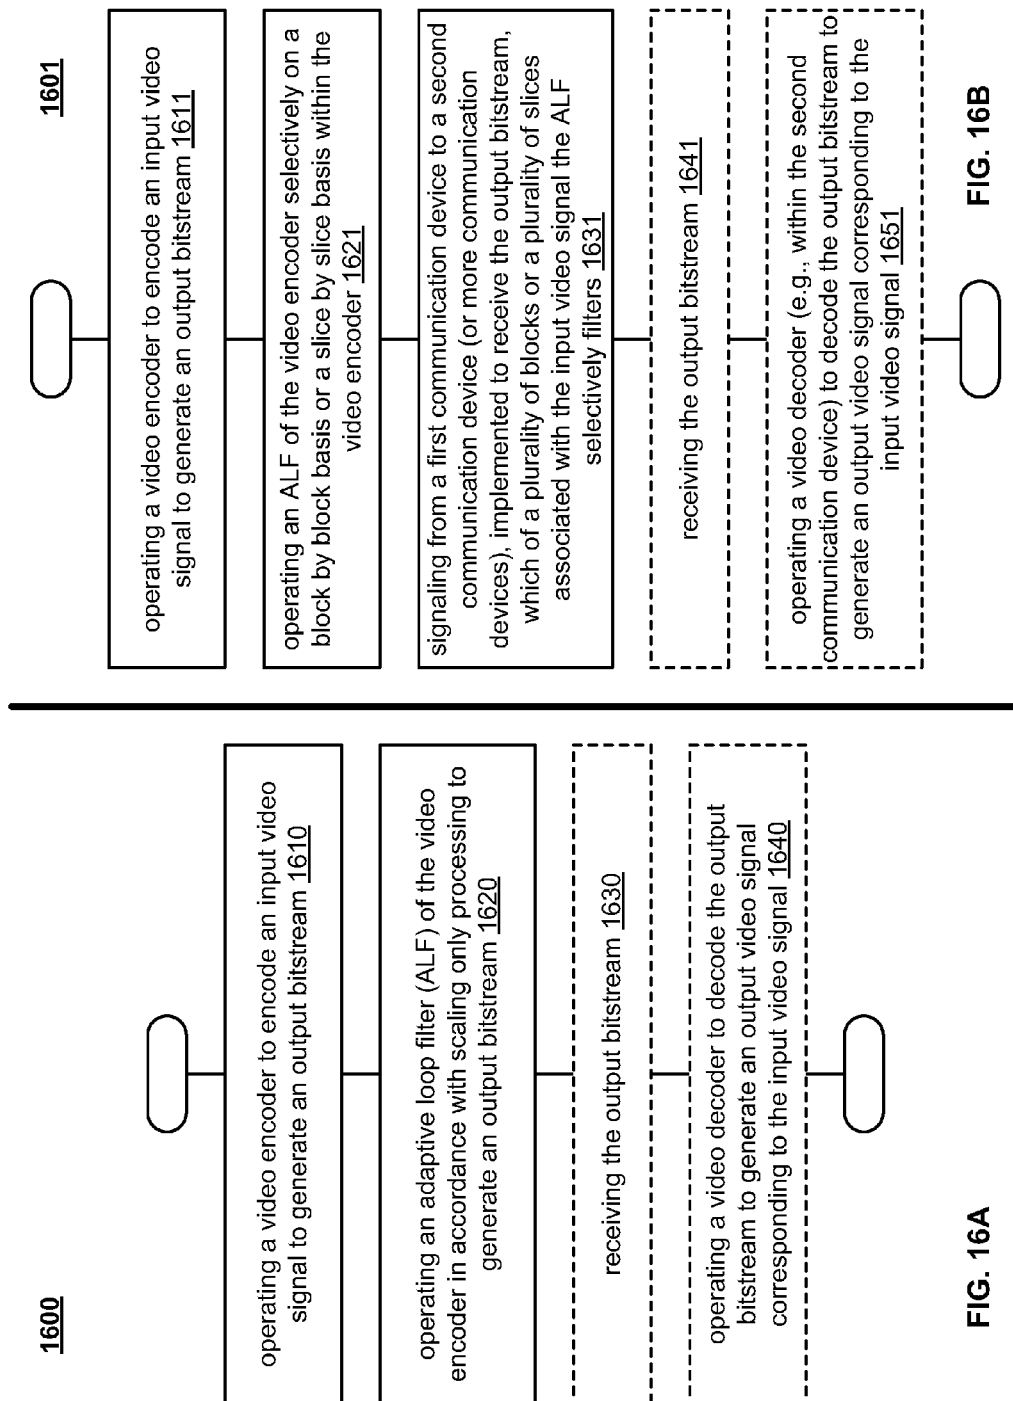 1600
operating a video encoder to encode an input video
signal to generate an output bitstream 1610
operating an adaptive loop filter (ALF) of the video
encoder in accordance with scaling only processing to
generate an output bitstream 1620
receiving the output bitstream 1630
operating a video decoder to decode the output
bitstream to generate an output video signal
corresponding to the input video signal 1640
FIG. 16A
1601
operating a video encoder to encode an input video
signal to generate an output bitstream 1611
operating an ALF of the video encoder selectively on a
block by block basis or a slice by slice basis within the
video encoder 1621
signaling from a first communication device to a second
communication device (or more communication
devices), implemented to receive the output bitstream,
which of a plurality of blocks or a plurality of slices
associated with the input video signal the ALF
selectively filters 1631
receiving the output bitstream 1641
operating a video decoder (e.g., within the second
communication device) to decode the output bitstream to
generate an output video signal corresponding to the
input video signal 1651
FIG. 16B